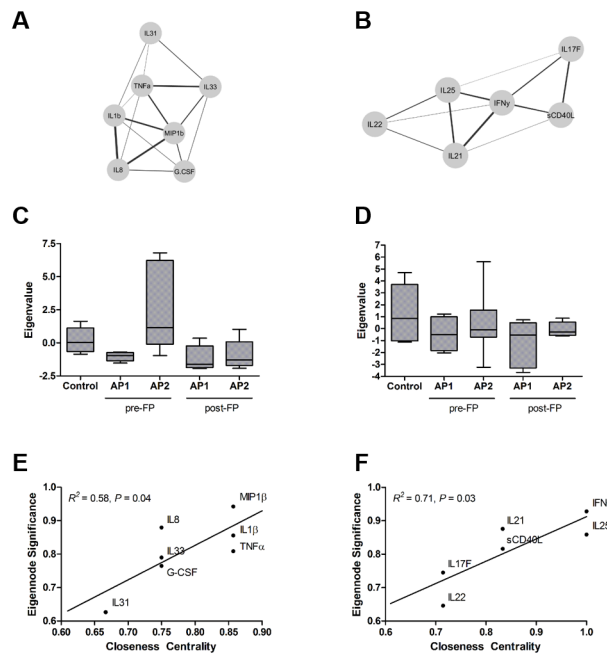 A
IL31
TNFa
IL33
IL1b
MIP1b
IL8
G.CSF
B
IL17F
IL25
IFNy
sCD40L
IL22
IL21
C
Eigenvalue
7.5
5.0
2.5
0.0
-2.5
Control AP1 AP2 AP1 AP2
pre-FP post-FP
D
Eigenvalue
7
6
5
4
3
2
1
0
-1
-2
-3
-4
Control AP1 AP2 AP1 AP2
pre-FP post-FP
E
Eigennode Significance
1.0
0.9
0.8
0.7
0.6
R² = 0.58, P = 0.04
MIP1β
IL8
IL1β
IL33
TNFα
G-CSF
IL31
0.60 0.65 0.70 0.75 0.80 0.85 0.90
Closeness Centrality
F
Eigennode Significance
1.0
0.9
0.8
0.7
0.6
0.5
R² = 0.71, P = 0.03
IFN
IL21
IL25
sCD40L
IL17F
IL22
0.6 0.7 0.8 0.9 1.0
Closeness Centrality